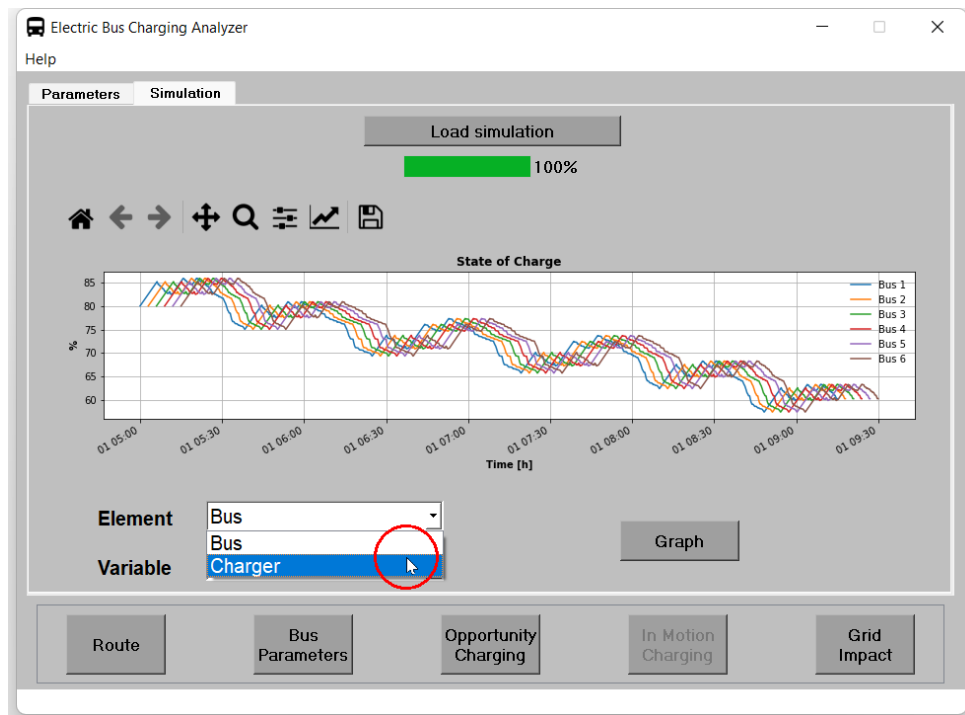 Electric Bus Charging Analyzer
Help
Parameters Simulation
Load simulation
100%
State of Charge
85
80
75
70
65
60
%
Bus 1
Bus 2
Bus 3
Bus 4
Bus 5
Bus 6
01 05:00 01 05:30 01 06:00 01 06:30 01 07:00 01 07:30 01 08:00 01 08:30 01 09:00 01 09:30
Time [h]
Element Bus
Bus
Graph
Variable Charger
Route
Bus
Parameters
Opportunity
Charging
In Motion
Charging
Grid
Impact